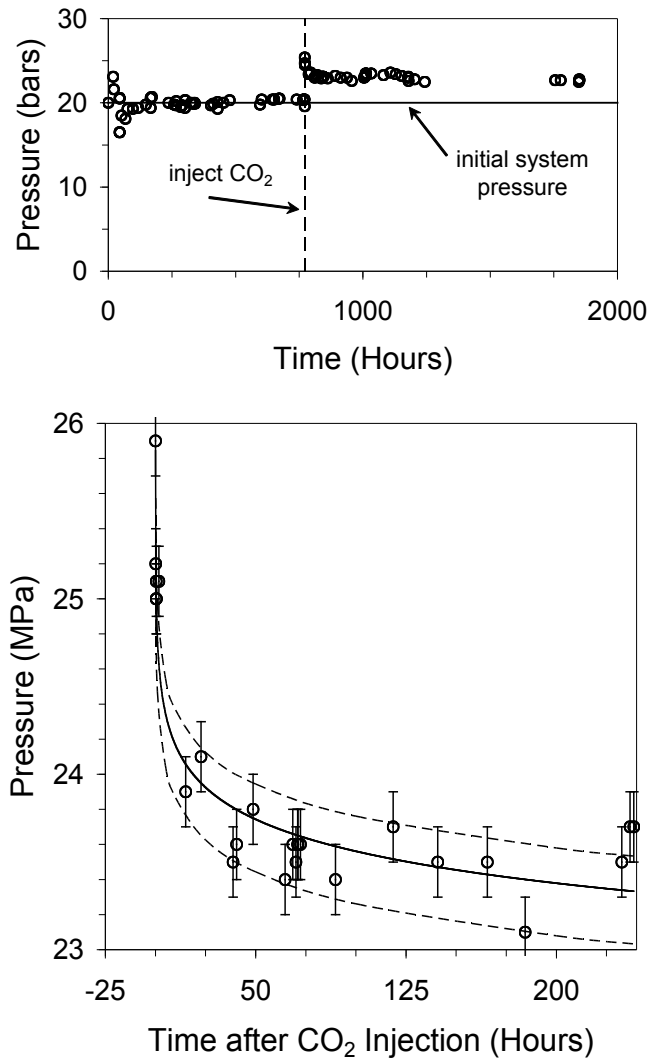 30
20
10
0
Pressure (bars)
inject CO₂
initial system
pressure
0
1000
2000
Time (Hours)
26
25
24
23
Pressure (MPa)
-25
50
125
200
Time after CO₂ Injection (Hours)